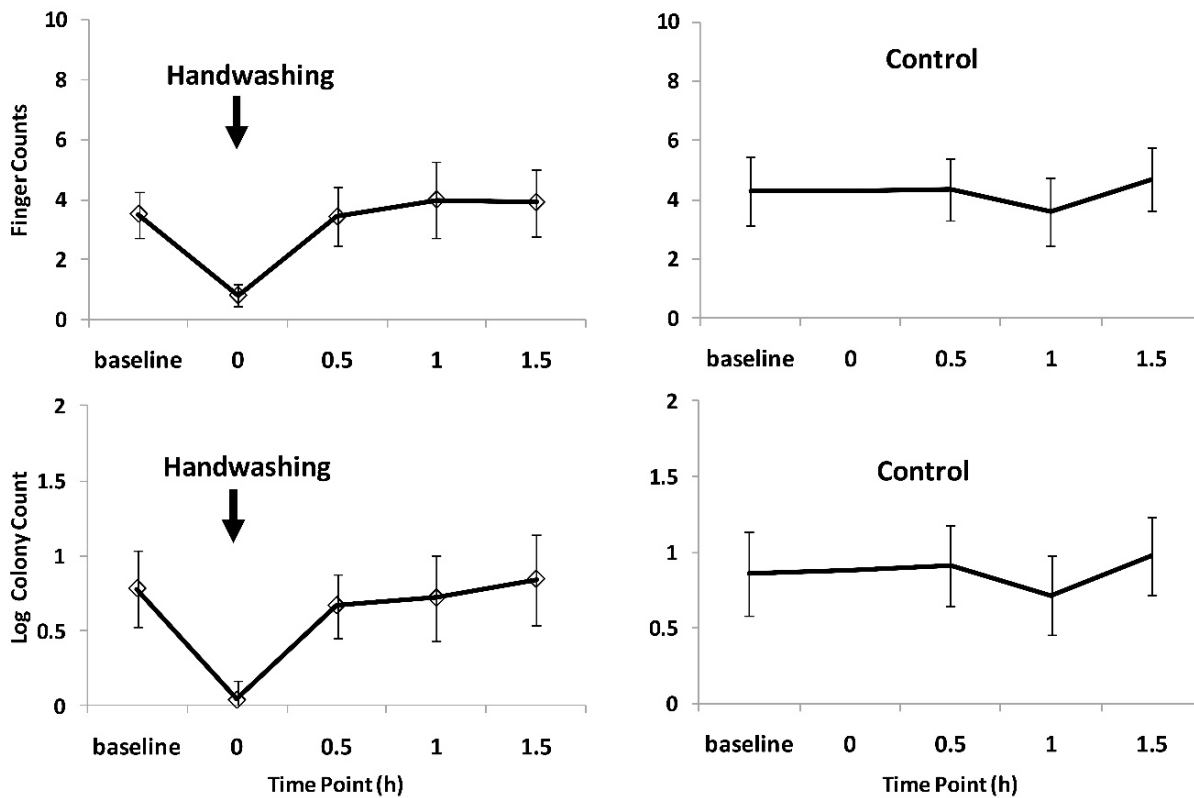 10
8
6
4
2
0
Finger Counts
Handwashing
baseline 0 0.5 1 1.5
10
8
6
4
2
0
Control
baseline 0 0.5 1 1.5
2
1.5
1
0.5
0
Log Colony Count
Handwashing
baseline 0 0.5 1 1.5
Time Point (h)
2
1.5
1
0.5
0
Control
baseline 0 0.5 1 1.5
Time Point (h)